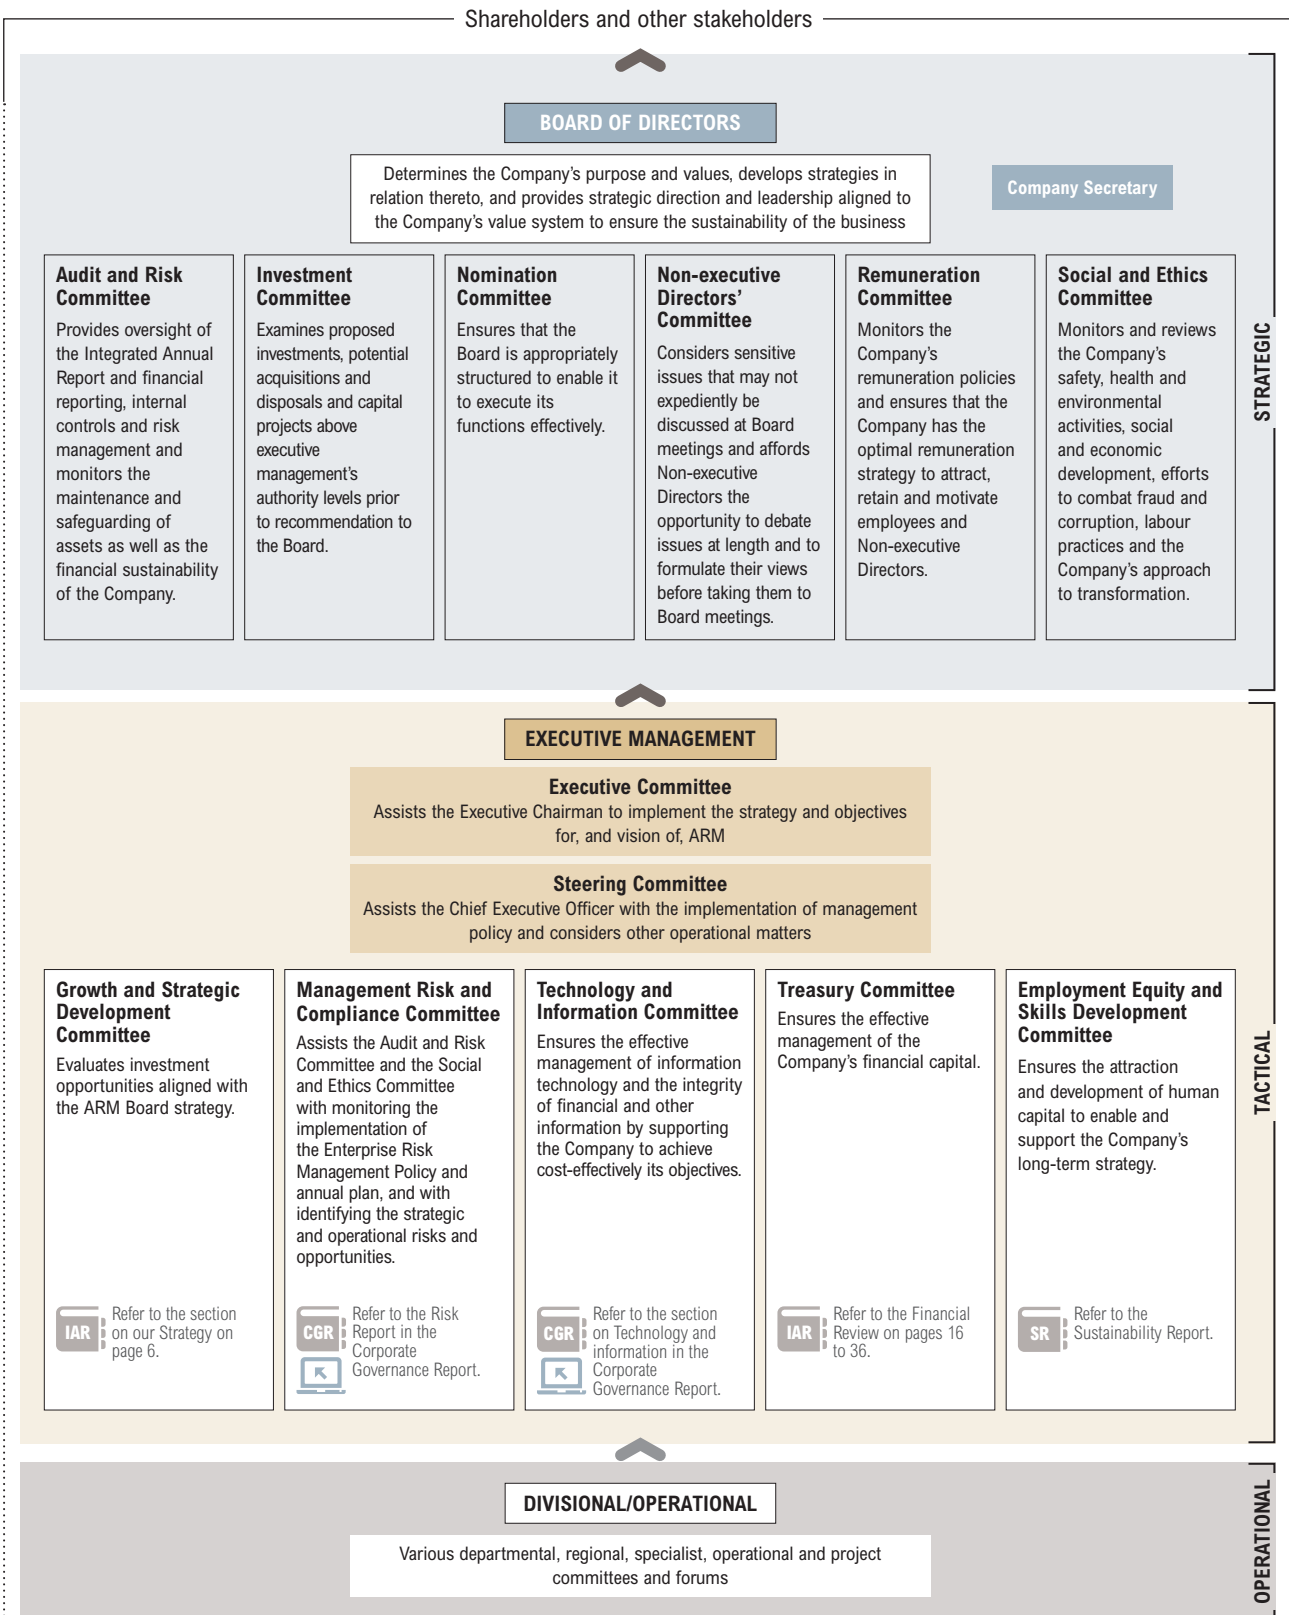 Shareholders and other stakeholders
BOARD OF DIRECTORS
Determines the Company's purpose and values, develops strategies in
relation thereto, and provides strategic direction and leadership aligned to
the Company's value system to ensure the sustainability of the business
Company Secretary
Audit and Risk
Committee
Provides oversight of
the Integrated Annual
Report and financial
reporting, internal
controls and risk
management and
monitors the
maintenance and
safeguarding of
assets as well as the
financial sustainability
of the Company.
Investment
Committee
Examines proposed
investments, potential
acquisitions and
disposals and capital
projects above
executive
management's
authority levels prior
to recommendation to
the Board.
Nomination
Committee
Ensures that the
Board is appropriately
structured to enable it
to execute its
functions effectively.
Non-executive
Directors'
Committee
Considers sensitive
issues that may not
expediently be
discussed at Board
meetings and affords
Non-executive
Directors the
opportunity to debate
issues at length and to
formulate their views
before taking them to
Board meetings.
Remuneration
Committee
Monitors the
Company's
remuneration policies
and ensures that the
Company has the
optimal remuneration
strategy to attract,
retain and motivate
employees and
Non-executive
Directors.
Social and Ethics
Committee
Monitors and reviews
the Company's
safety, health and
environmental
activities, social
and economic
development, efforts
to combat fraud and
corruption, labour
practices and the
Company's approach
to transformation.
STRATEGIC
EXECUTIVE MANAGEMENT
Executive Committee
Assists the Executive Chairman to implement the strategy and objectives
for, and vision of, ARM
Steering Committee
Assists the Chief Executive Officer with the implementation of management
policy and considers other operational matters
Growth and Strategic
Development
Committee
Evaluates investment
opportunities aligned with
the ARM Board strategy.
IAR
Refer to the section
on our Strategy on
page 6.
Management Risk and
Compliance Committee
Assists the Audit and Risk
Committee and the Social
and Ethics Committee
with monitoring the
implementation of
the Enterprise Risk
Management Policy and
annual plan, and with
identifying the strategic
and operational risks and
opportunities.
CGR
Refer to the Risk
Report in the
Corporate
Governance Report.
Technology and
Information Committee
Ensures the effective
management of information
technology and the integrity
of financial and other
information by supporting
the Company to achieve
cost-effectively its objectives.
CGR
Refer to the section
on Technology and
information in the
Corporate
Governance Report.
Treasury Committee
Ensures the effective
management of the
Company's financial capital.
IAR
Refer to the Financial
Review on pages 16
to 36.
Employment Equity and
Skills Development
Committee
Ensures the attraction
and development of human
capital to enable and
support the Company's
long-term strategy.
SR
Refer to the
Sustainability Report.
TACTICAL
DIVISIONAL/OPERATIONAL
Various departmental, regional, specialist, operational and project
committees and forums
OPERATIONAL